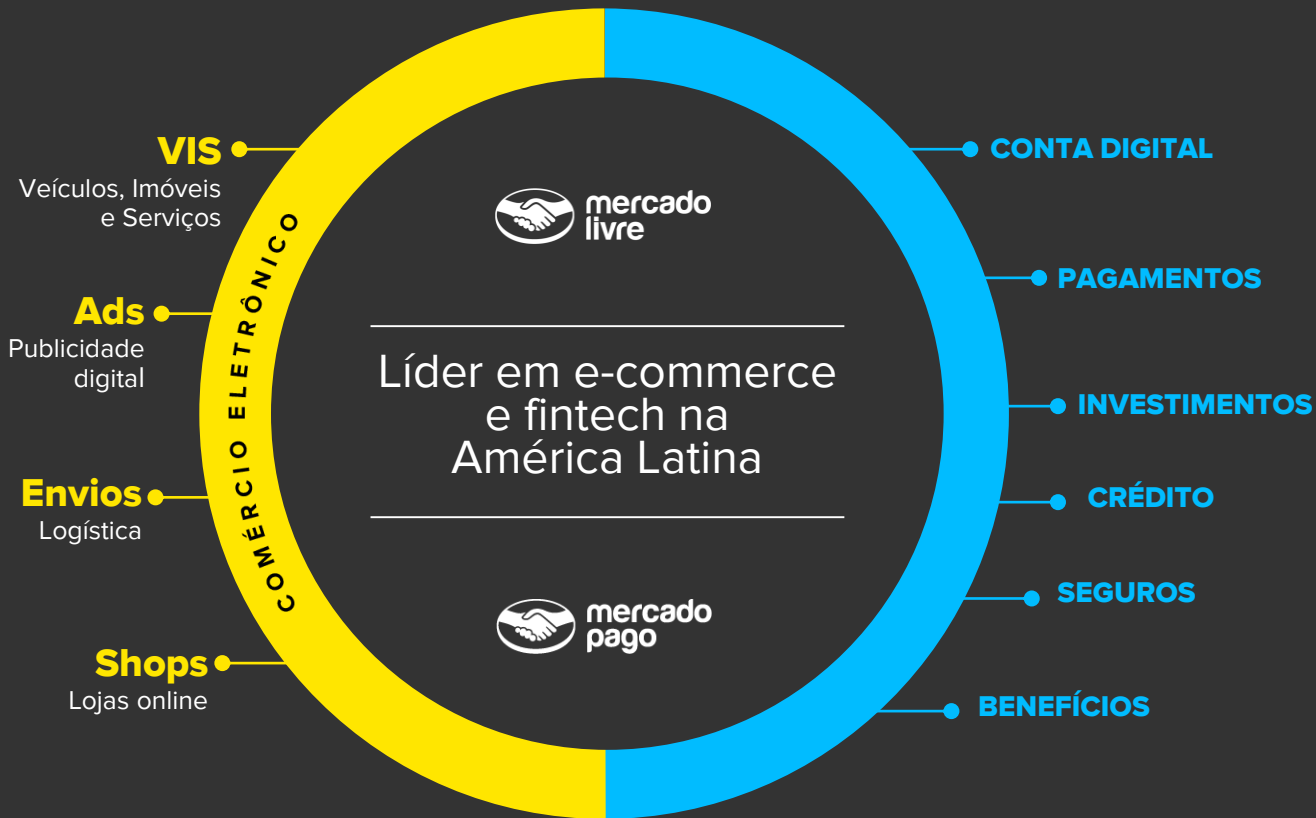 VIS
Veículos, Imóveis
e Serviços
Ads
Publicidade
digital
Envios
Logística
Shops
Lojas online
COMÉRCIO ELETRÔNICO
mercado
livre
Líder em e-commerce
e fintech na
América Latina
mercado
pago
CONTA DIGITAL
PAGAMENTOS
INVESTIMENTOS
CRÉDITO
SEGUROS
BENEFÍCIOS